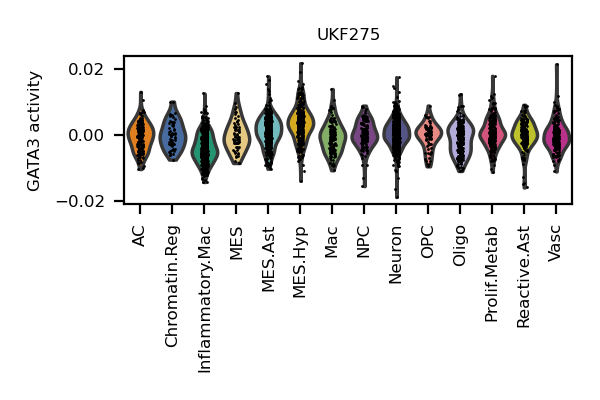 UKF275
GATA3 activity
0.02
0.00
−0.02
AC
Chromatin.Reg
Inflammatory.Mac
MES
MES.Ast
MES.Hyp
Mac
NPC
Neuron
OPC
Oligo
Prolif.Metab
Reactive.Ast
Vasc